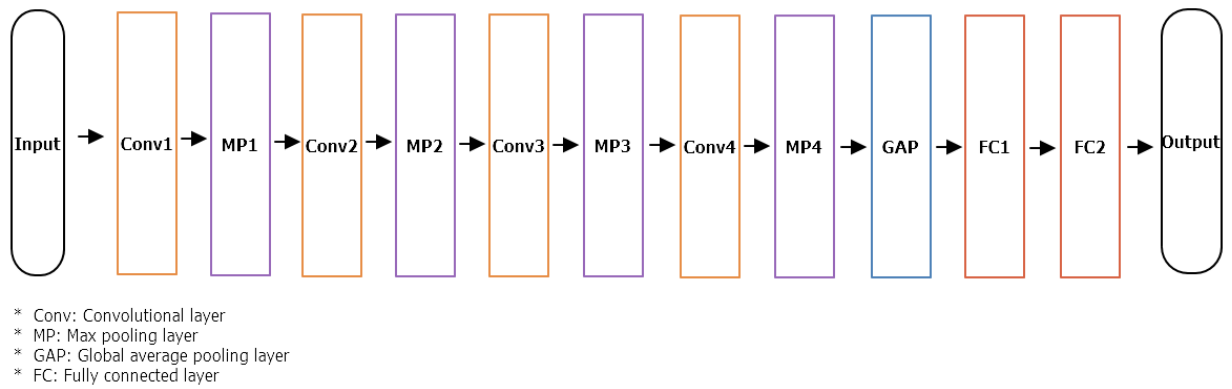 Input
Conv1
MP1
Conv2
MP2
Conv3
MP3
Conv4
MP4
GAP
FC1
FC2
Output
* Conv: Convolutional layer
* MP: Max pooling layer
* GAP: Global average pooling layer
* FC: Fully connected layer